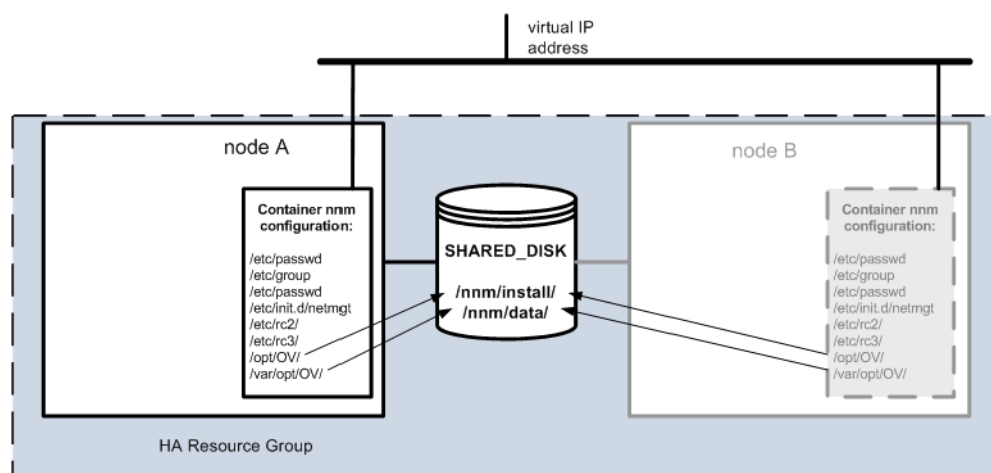 virtual IP
address
node A
Container nnm
configuration:
/etc/passwd
/etc/group
/etc/passwd
/etc/init.d/netmgt
/etc/rc2/
/etc/rc3/
/opt/OV/
/var/opt/OV/
SHARED_DISK
/nnm/install/
/nnm/data/
node B
Container nnm
configuration:
/etc/passwd
/etc/group
/etc/passwd
/etc/init.d/netmgt
/etc/rc2/
/etc/rc3/
/opt/OV/
/var/opt/OV/
HA Resource Group